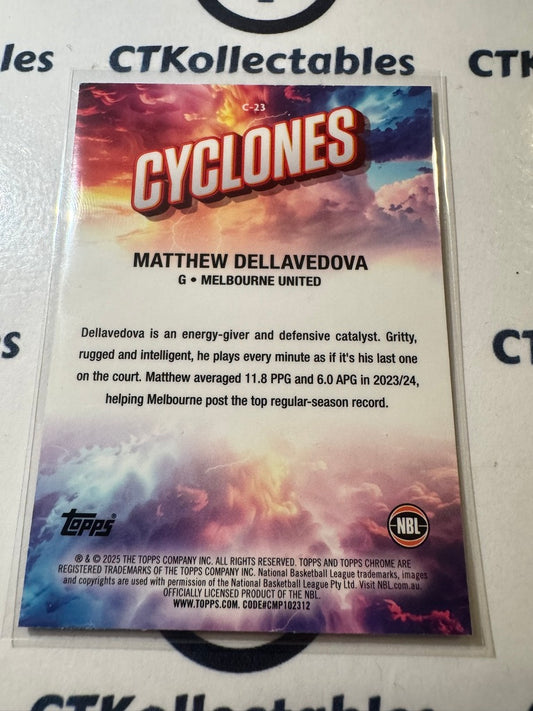 lles
CTKollectables
CTK
C-23
CYCLONES
MATTHEW DELLAVEDOVA
G • MELBOURNE UNITED
Dellavedova is an energy-giver and defensive catalyst. Gritty,
rugged and intelligent, he plays every minute as if it's his last one
on the court. Matthew averaged 11.8 PPG and 6.0 APG in 2023/24,
helping Melbourne post the top regular-season record.
s
CT
Topps
NBL
® & © 2025 THE TOPPS COMPANY INC. ALL RIGHTS RESERVED. TOPPS AND TOPPS CHROME ARE
REGISTERED TRADEMARKS OF THE TOPPS COMPANY INC. National Basketball League trademarks, images
and copyrights are used with permission of the National Basketball League Pty Ltd. Visit NBL.com.au.
OFFICIALLY LICENSED PRODUCT OF THE NBL.
WWW.TOPPS.COM. CODE#CMP102312
es
CTKollectables
CTKo